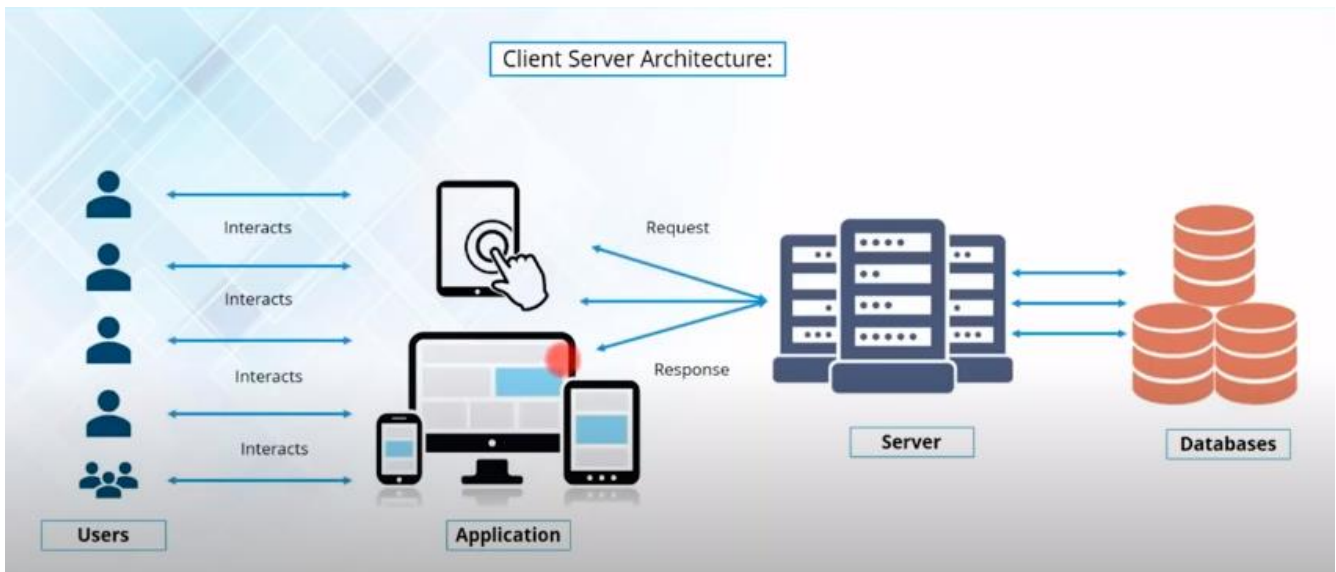 Client Server Architecture:
Interacts
Interacts
Interacts
Interacts
Request
Response
Users
Application
Server
Databases